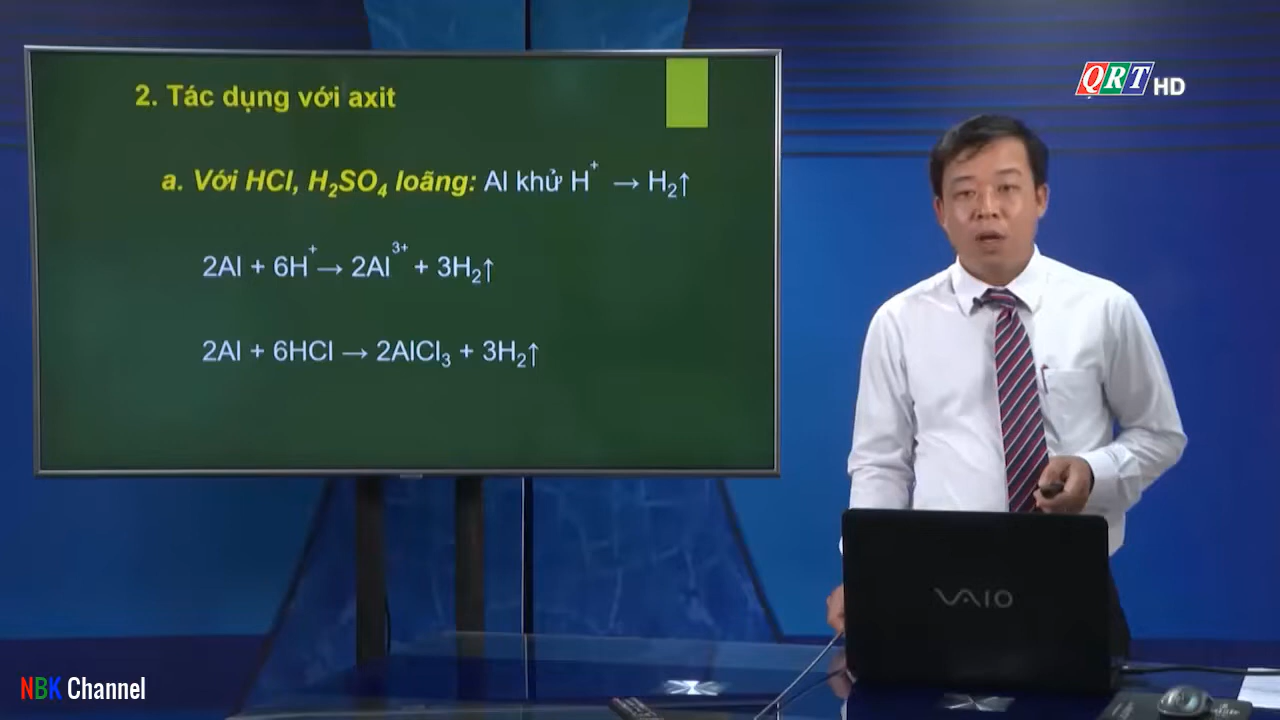 2. Tác dụng với axit
a. Với HCl, H₂SO₄ loãng: Al khử H⁺ → H₂↑
2Al + 6H⁺ → 2Al³⁺ + 3H₂↑
2Al + 6HCl → 2AlCl₃ + 3H₂↑
QRT HD
VAIO
NBK Channel